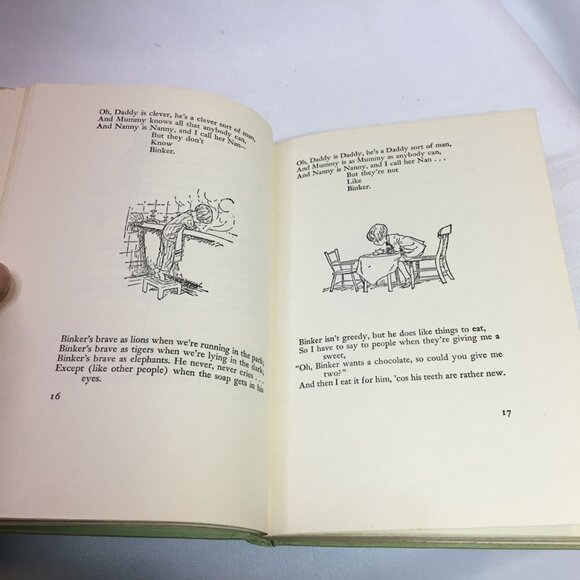 Oh, Daddy is clever, he's a clever sort of man,
And Mummy knows all that anybody can,
And Nanny is Nanny, and I call her Nan—
But they don't
Know
Binker.
Binker's brave as lions when we're running in the park;
Binker's brave as tigers when we're lying in the dark;
Binker's brave as elephants. He never, never cries . . .
Except (like other people) when the soap gets in his
eyes.
16
Oh, Daddy is Daddy, he's a Daddy sort of man,
And Mummy is as Mummy as anybody can,
And Nanny is Nanny, and I call her Nan . . .
But they're not
Like
Binker.
Binker isn't greedy, but he does like things to eat,
So I have to say to people when they're giving me a
sweet,
"Oh, Binker wants a chocolate, so could you give me
two?"
And then I eat it for him, 'cos his teeth are rather new.
17